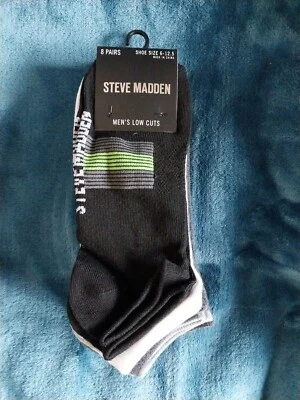 8 PAIRS
SHOE SIZE 6-12.5
MADE IN CHINA
STEVE MADDEN
MEN'S LOW CUTS
STEVE MADDEN